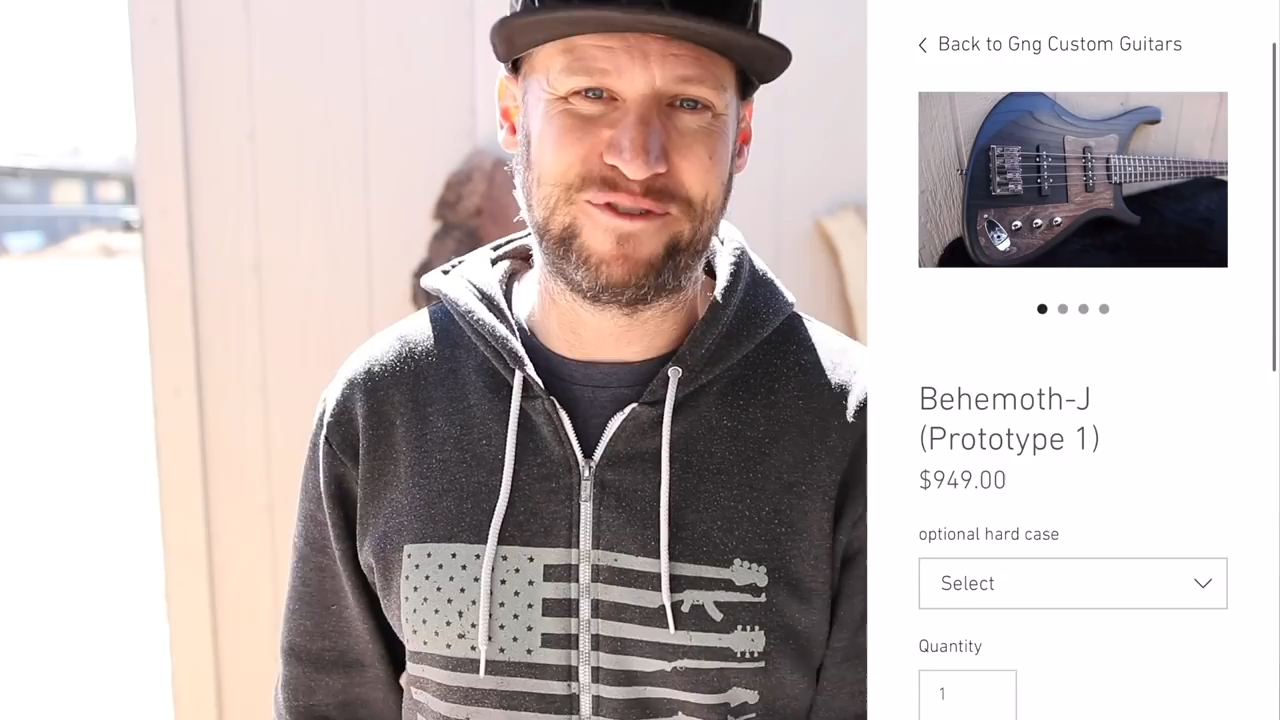 Back to Gng Custom Guitars
Behemoth-J
(Prototype 1)
$949.00
optional hard case
Select
Quantity
1